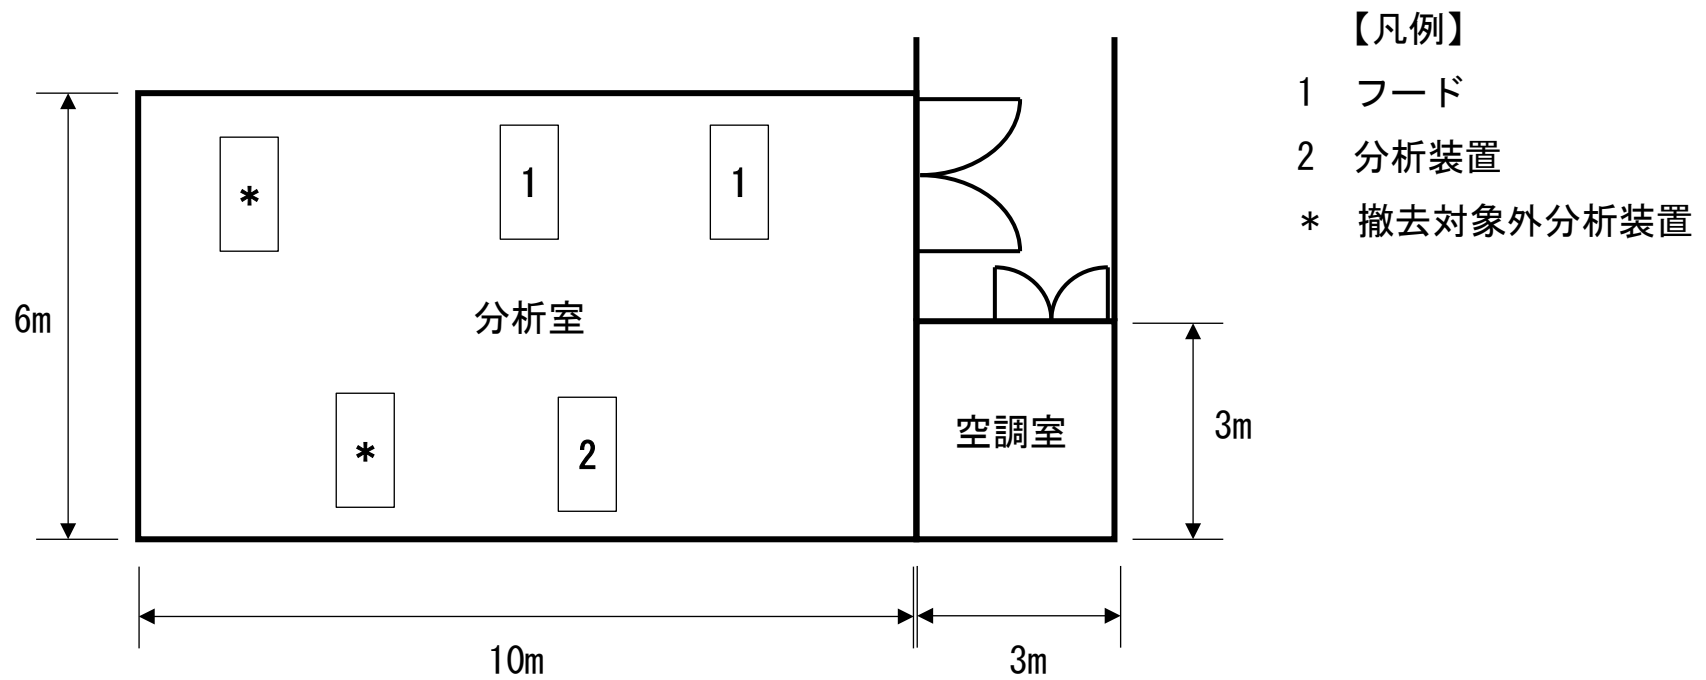 【凡例】
1 フード
2 分析装置
* 撤去対象外分析装置
* 1 1
6m
分析室
3m
空調室
* 2
10m
3m